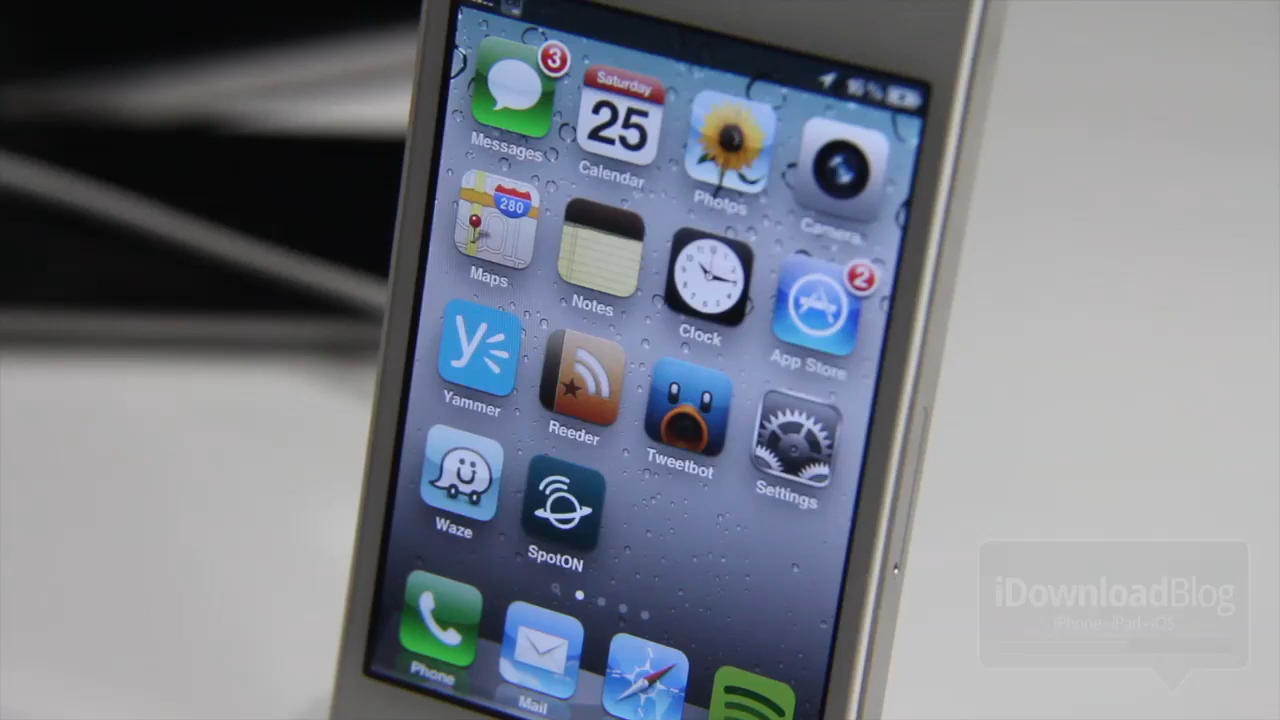 16%
3
Saturday
25
Messages
Calendar
Photos
Camera
280
2
Maps
Notes
Clock
App Store
y
Yammer
Reeder
Tweetbot
Settings
Waze
SpotON
Phone
Mail
iDownloadBlog
iPhone - iPad - iOS